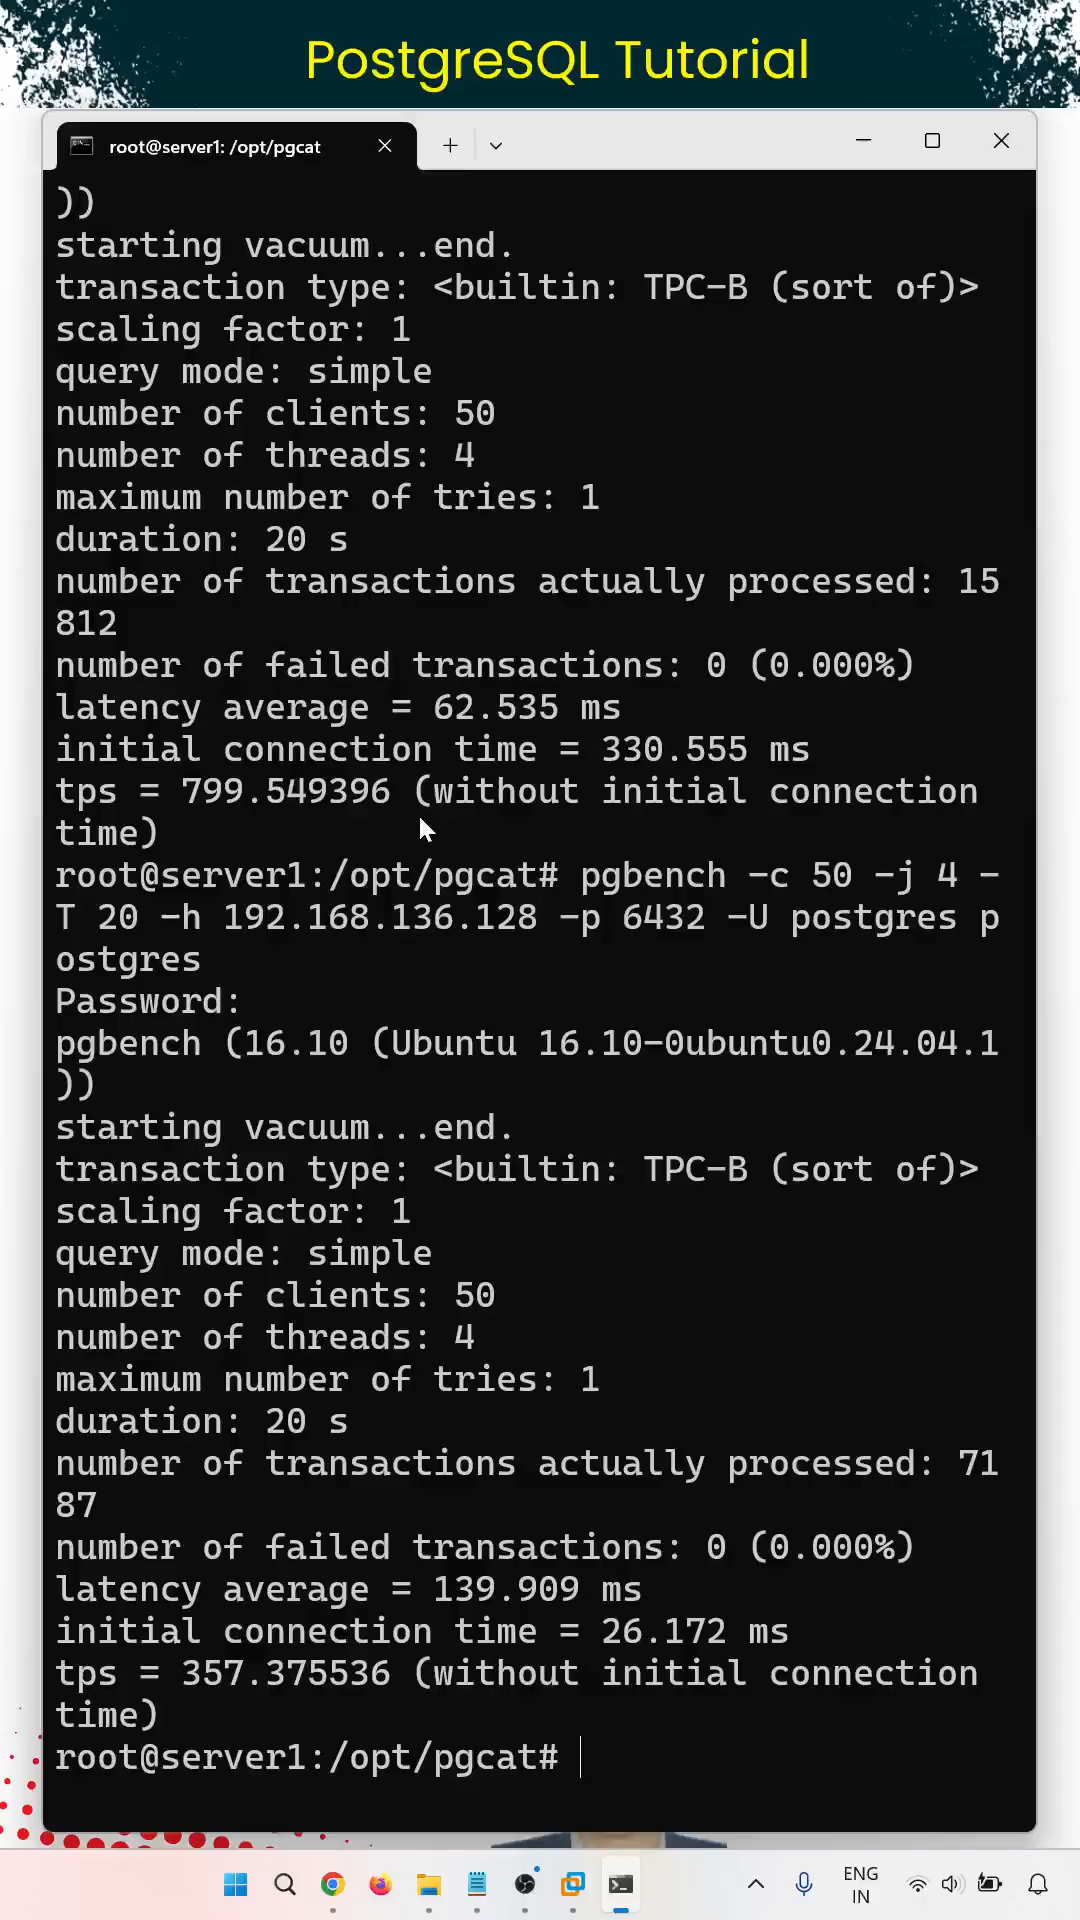 PostgreSQL Tutorial
root@server1: /opt/pgcat
))
starting vacuum...end.
transaction type: <builtin: TPC-B (sort of)>
scaling factor: 1
query mode: simple
number of clients: 50
number of threads: 4
maximum number of tries: 1
duration: 20 s
number of transactions actually processed: 15
812
number of failed transactions: 0 (0.000%)
latency average = 62.535 ms
initial connection time = 330.555 ms
tps = 799.549396 (without initial connection
time)
root@server1:/opt/pgcat# pgbench -c 50 -j 4 -
T 20 -h 192.168.136.128 -p 6432 -U postgres p
ostgres
Password:
pgbench (16.10 (Ubuntu 16.10-0ubuntu0.24.04.1
))
starting vacuum...end.
transaction type: <builtin: TPC-B (sort of)>
scaling factor: 1
query mode: simple
number of clients: 50
number of threads: 4
maximum number of tries: 1
duration: 20 s
number of transactions actually processed: 71
87
number of failed transactions: 0 (0.000%)
latency average = 139.909 ms
initial connection time = 26.172 ms
tps = 357.375536 (without initial connection
time)
root@server1:/opt/pgcat#
ENG
IN